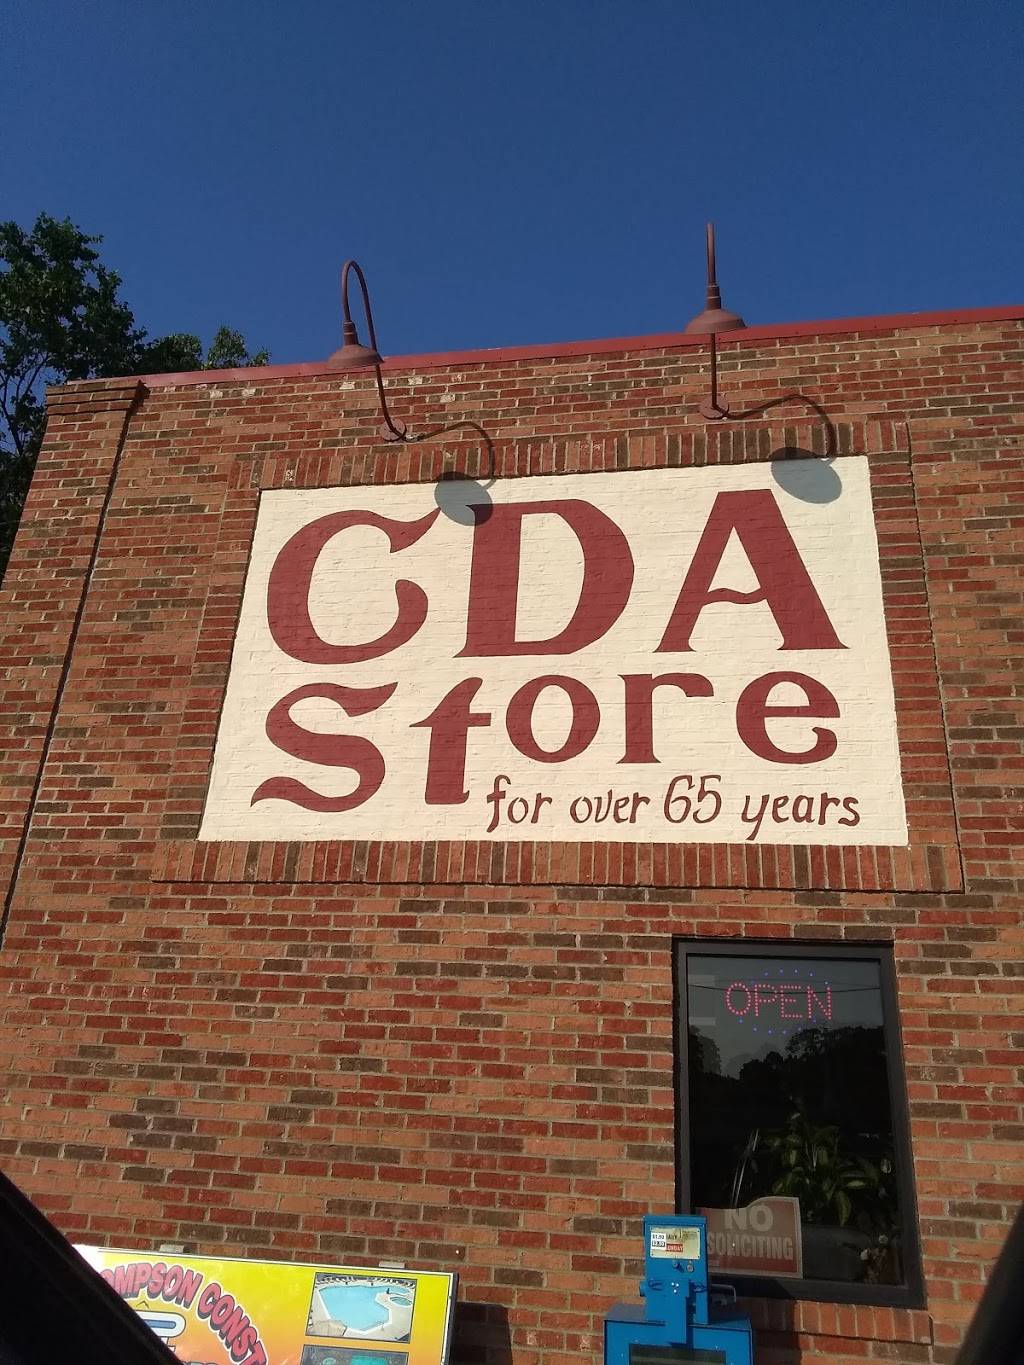 CDA
Store
for over 65 years
OPEN
NO
SOLICITING